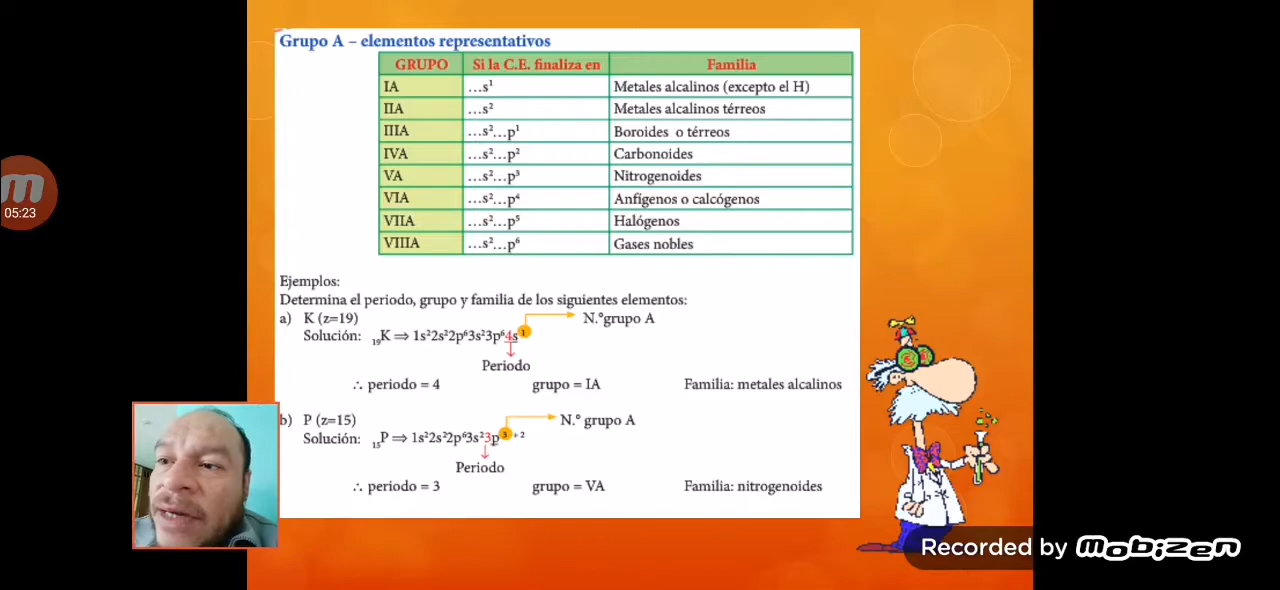 Grupo A – elementos representativos
GRUPO Si la C.E. finaliza en Familia
IA ...s¹ Metales alcalinos (excepto el H)
IIA ...s² Metales alcalinos térreos
IIIA ...s²...p¹ Boroides o térreos
IVA ...s²...p² Carbonoides
VA ...s²...p³ Nitrogenoides
VIA ...s²...p⁴ Anfígenos o calcógenos
VIIA ...s²...p⁵ Halógenos
VIIIA ...s²...p⁶ Gases nobles
Ejemplos:
Determina el periodo, grupo y familia de los siguientes elementos:
a) K (z=19) N.°grupo A
Solución: ₁₉K ⟹ 1s²2s²2p⁶3s²3p⁶4s¹
Periodo
∴ periodo = 4 grupo = IA Familia: metales alcalinos
b) P (z=15) N.° grupo A
Solución: ₁₅P ⟹ 1s²2s²2p⁶3s²3p³⁺²
Periodo
∴ periodo = 3 grupo = VA Familia: nitrogenoides
05:23
Recorded by mobizen